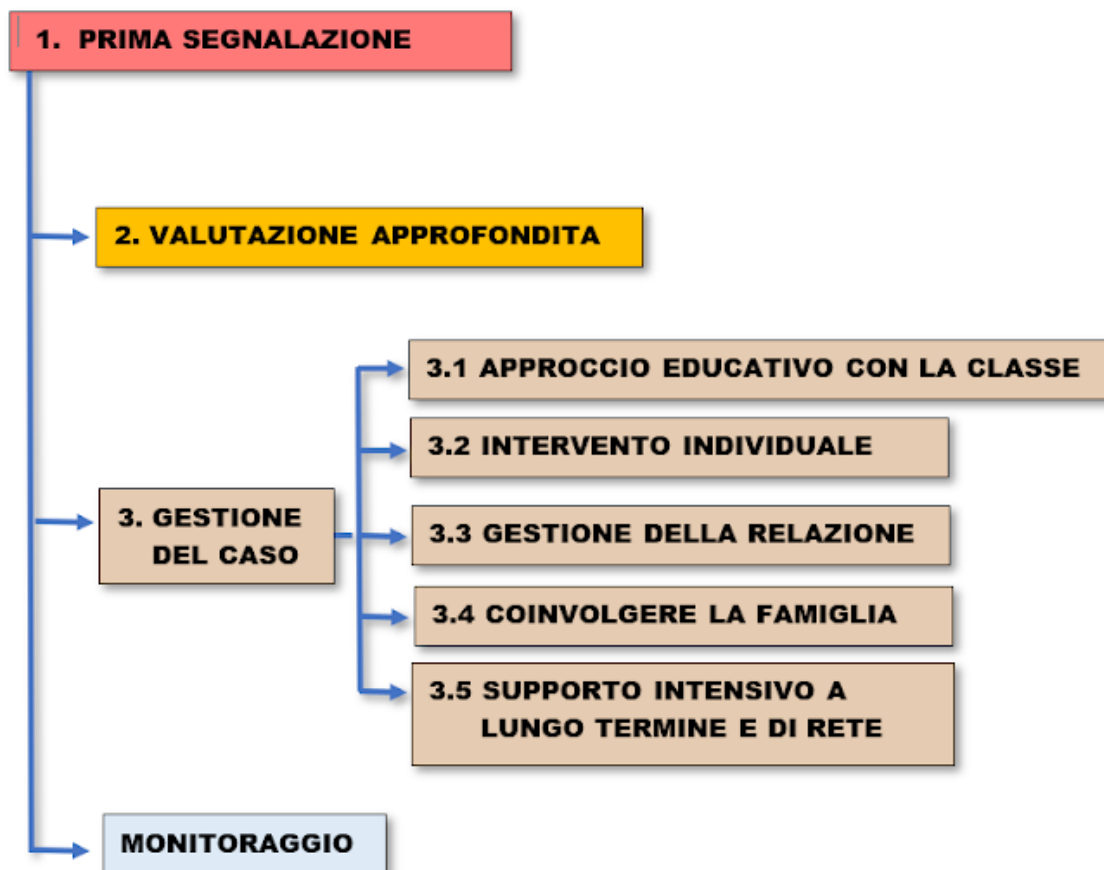 1. PRIMA SEGNALAZIONE
2. VALUTAZIONE APPROFONDITA
3. GESTIONE
DEL CASO
3.1 APPROCCIO EDUCATIVO CON LA CLASSE
3.2 INTERVENTO INDIVIDUALE
3.3 GESTIONE DELLA RELAZIONE
3.4 COINVOLGERE LA FAMIGLIA
3.5 SUPPORTO INTENSIVO A
LUNGO TERMINE E DI RETE
MONITORAGGIO